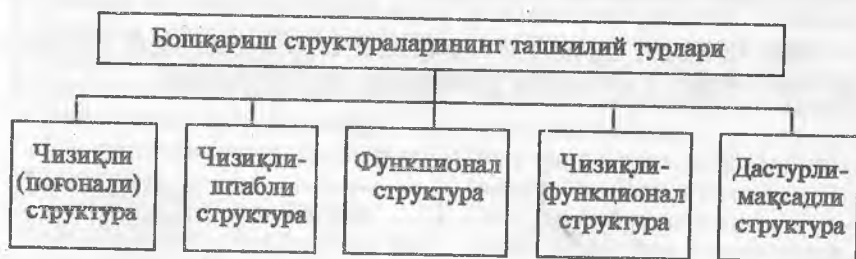 Бошқариш структураларининг ташкилий турлари
Чизиқли
(поғонали)
структура
Чизиқли-
штабли
структура
Функционал
структура
Чизиқли-
функционал
структура
Дастурли-
мақсадли
структура